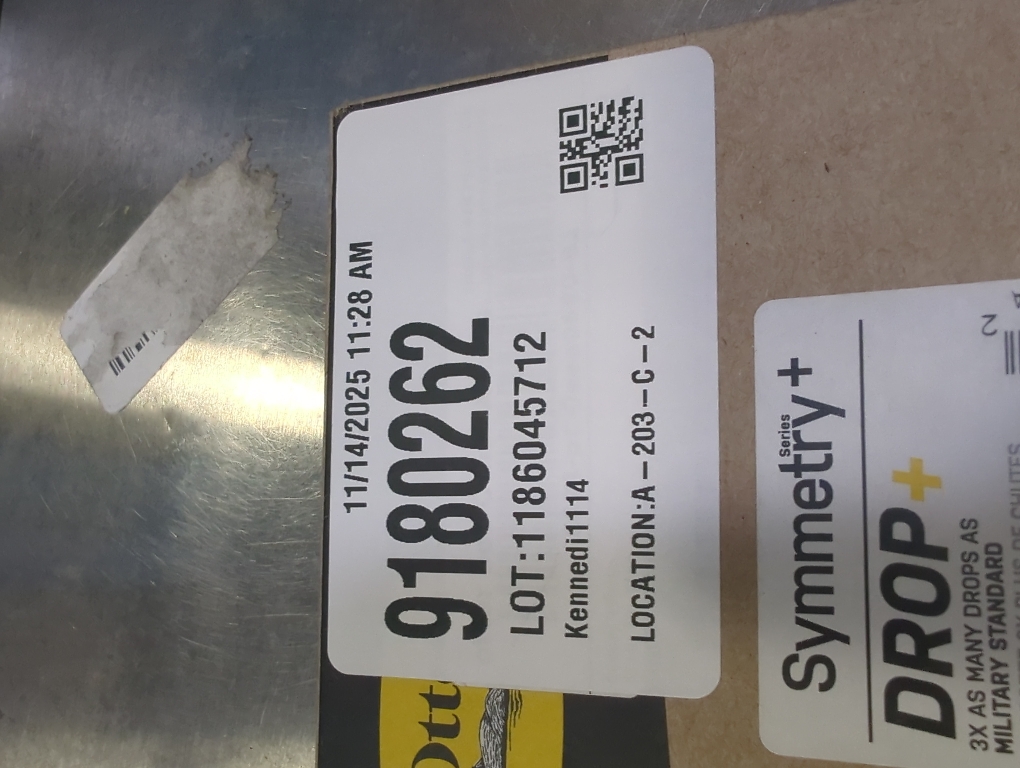 11/14/2025 11:28 AM
9180262
LOT:1186045712
Kennedi1114
LOCATION:A-203-C-2
Symmetry+
Series
DROP+
3X AS MANY DROPS AS
MILITARY STANDARD